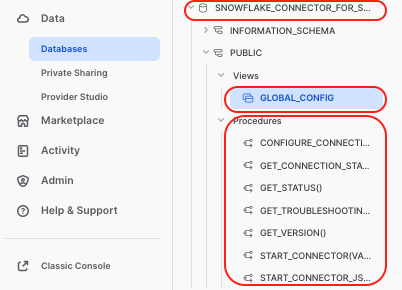 Data
Databases
Private Sharing
Provider Studio
Marketplace
Activity
Admin
Help & Support
Classic Console
SNOWFLAKE_CONNECTOR_FOR_S...
INFORMATION_SCHEMA
PUBLIC
Views
GLOBAL_CONFIG
Procedures
CONFIGURE_CONNECTI...
GET_CONNECTION_STA...
GET_STATUS()
GET_TROUBLESHOOTIN...
GET_VERSION()
START_CONNECTOR(VA...
START_CONNECTOR_JS...